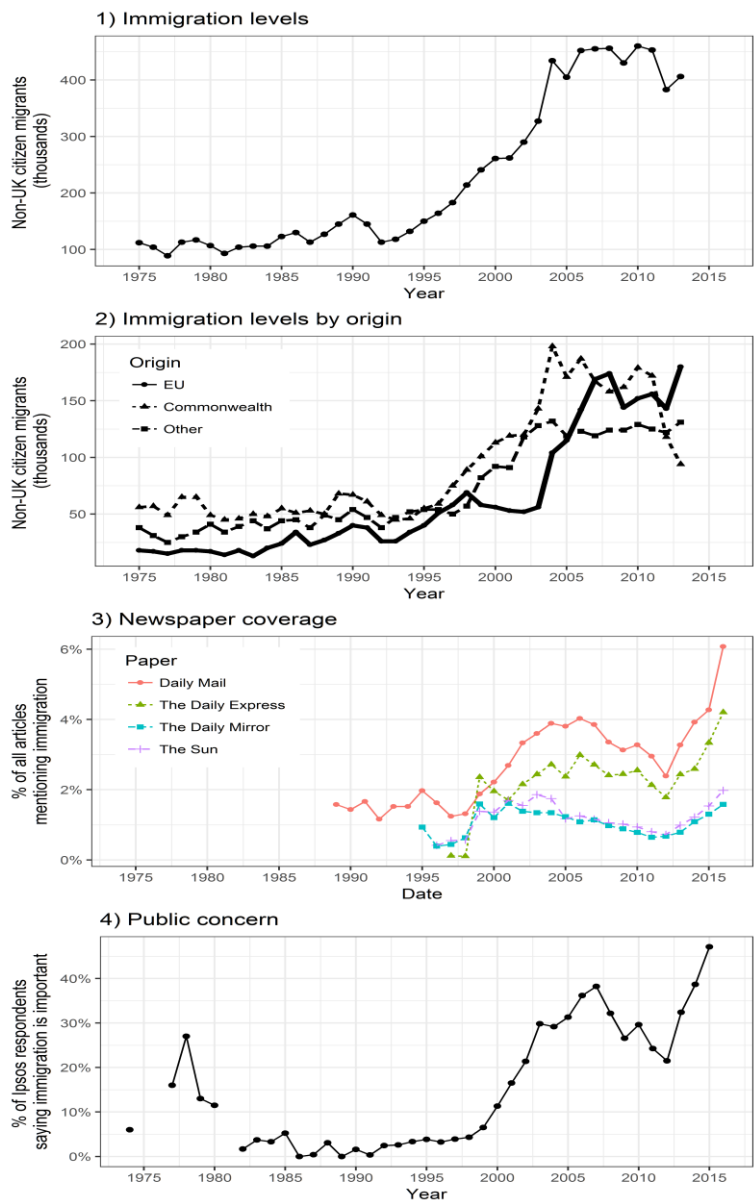 1) Immigration levels
Non-UK citizen migrants
(thousands)
400
300
200
100
1975 1980 1985 1990 1995 2000 2005 2010 2015
Year
2) Immigration levels by origin
Non-UK citizen migrants
(thousands)
200
150
100
50
Origin
EU
Commonwealth
Other
1975 1980 1985 1990 1995 2000 2005 2010 2015
Year
3) Newspaper coverage
% of all articles
mentioning immigration
6%
4%
2%
0%
Paper
Daily Mail
The Daily Express
The Daily Mirror
The Sun
1975 1980 1985 1990 1995 2000 2005 2010 2015
Date
4) Public concern
% of Ipsos respondents
saying immigration is important
40%
30%
20%
10%
0%
1975 1980 1985 1990 1995 2000 2005 2010 2015
Year